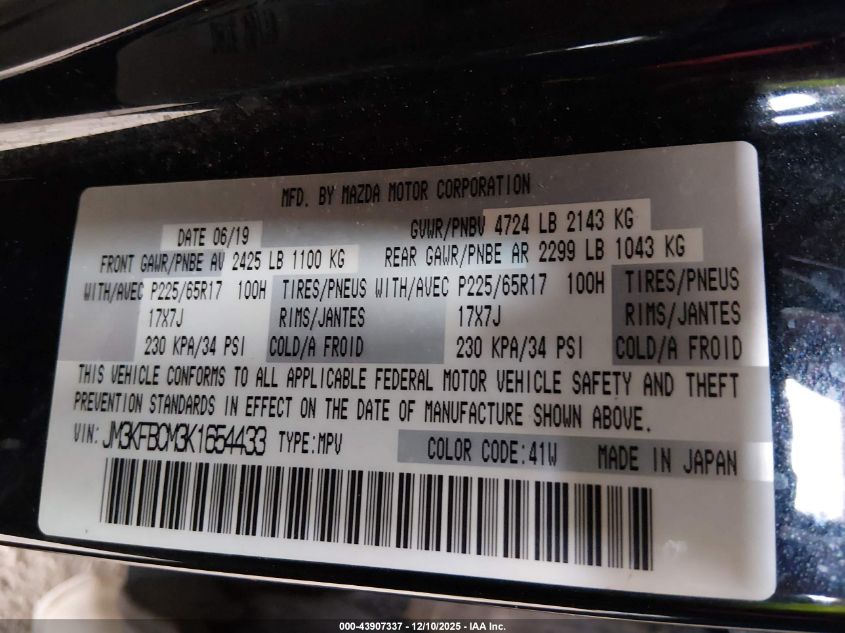 MFD. BY MAZDA MOTOR CORPORATION
DATE 06/19 GVWR/PNBV 4724 LB 2143 KG
FRONT GAWR/PNBE AV 2425 LB 1100 KG REAR GAWR/PNBE AR 2299 LB 1043 KG
WITH/AVEC P225/65R17 100H TIRES/PNEUS WITH/AVEC P225/65R17 100H TIRES/PNEUS
17X7J RIMS/JANTES 17X7J RIMS/JANTES
230 KPA/34 PSI COLD/A FROID 230 KPA/34 PSI COLD/A FROID
THIS VEHICLE CONFORMS TO ALL APPLICABLE FEDERAL MOTOR VEHICLE SAFETY AND THEFT
PREVENTION STANDARDS IN EFFECT ON THE DATE OF MANUFACTURE SHOWN ABOVE.
VIN: JM3KFBCM3K1654433 TYPE:MPV COLOR CODE:41W MADE IN JAPAN
000-43907337 - 12/10/2025 - IAA Inc.